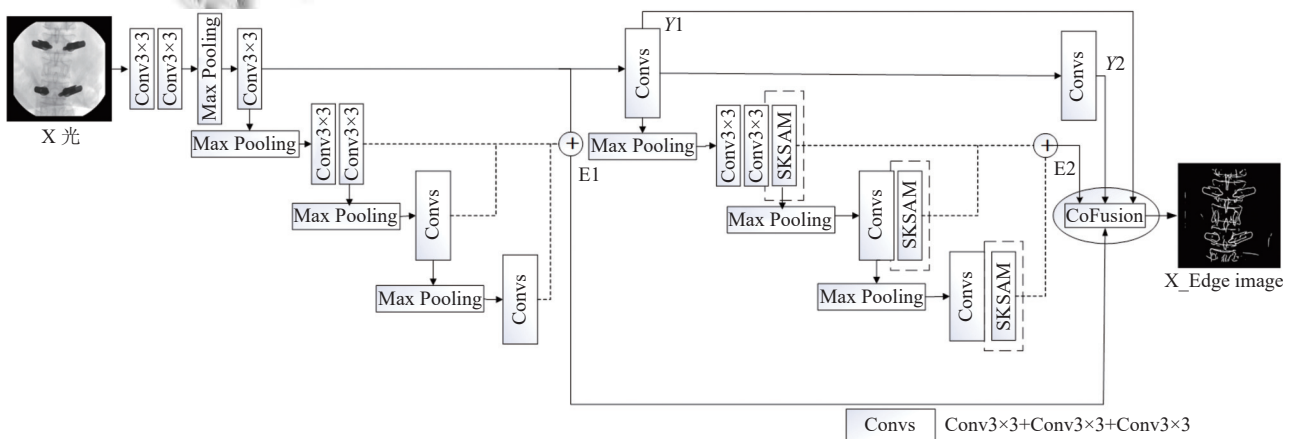 X 光
Conv3×3
Conv3×3
Max Pooling
Conv3×3
Max Pooling
Conv3×3
Conv3×3
Max Pooling
Convs
Max Pooling
Convs
E1
Y1
Convs
Max Pooling
Conv3×3
Conv3×3
SKSAM
Max Pooling
Convs
SKSAM
Max Pooling
Convs
SKSAM
E2
Convs
Y2
CoFusion
X_Edge image
Convs Conv3×3+Conv3×3+Conv3×3